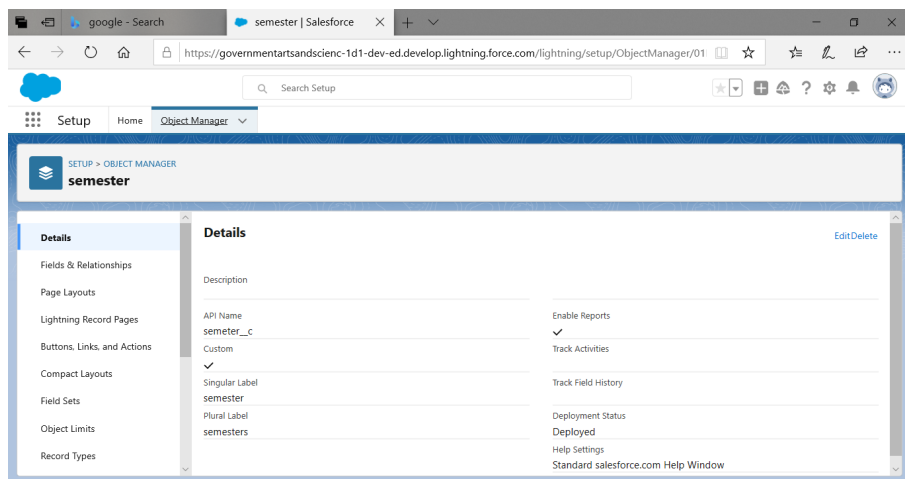 google - Search
semester | Salesforce
https://governmentartsandscienc-1d1-dev-ed.develop.lightning.force.com/lightning/setup/ObjectManager/01
Search Setup
Setup
Home
Object Manager
SETUP > OBJECT MANAGER
semester
Details
Fields & Relationships
Page Layouts
Lightning Record Pages
Buttons, Links, and Actions
Compact Layouts
Field Sets
Object Limits
Record Types
Details
Edit Delete
Description
API Name
semeter__c
Custom
Singular Label
semester
Plural Label
semesters
Enable Reports
Track Activities
Track Field History
Deployment Status
Deployed
Help Settings
Standard salesforce.com Help Window